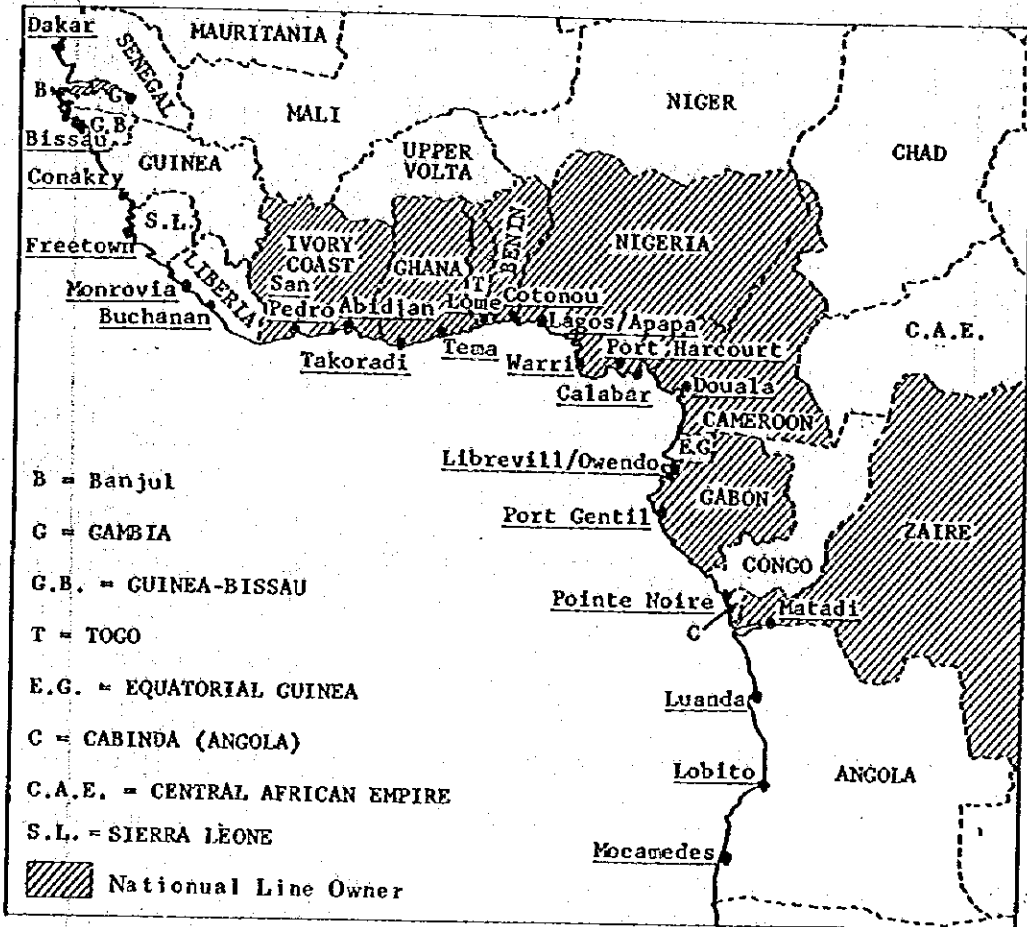 Dakar
SENEGAL
MAURITANIA
MALI
NIGER
CHAD
B
G
G.B
Bissau
GUINEA
UPPER
VOLTA
Conakry
S.L.
Freetown
LIBERIA
IVORY
COAST
GHANA
T
BENIN
NIGERIA
Monrovia
Buchanan
San
Pedro
Abidjan
Takoradi
Tema
Lome
Cotonou
Lagos/Apapa
Warri
Port Harcourt
Calabar
C.A.E.
Douala
CAMEROON
E.G.
Librevill/Owendo
GABON
Port Gentil
CONGO
ZAIRE
Pointe Noire
C
Matadi
Luanda
Lobito
ANGOLA
Mocamedes
B = Banjul
G = GAMBIA
G.B. = GUINEA-BISSAU
T = TOGO
E.G. = EQUATORIAL GUINEA
C = CABINDA (ANGOLA)
C.A.E. = CENTRAL AFRICAN EMPIRE
S.L. = SIERRA LEONE
Nationual Line Owner